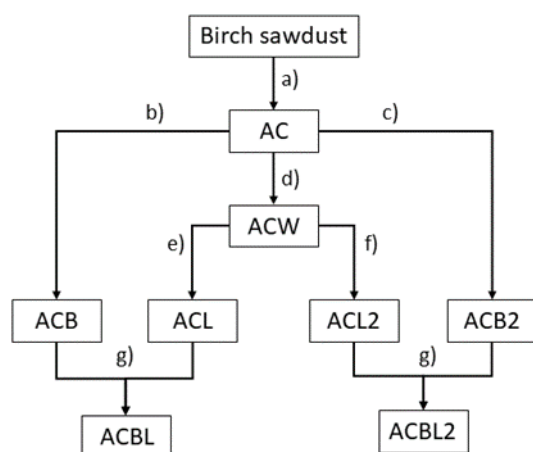 Birch sawdust
a)
b)
AC
c)
d)
ACW
e)
f)
ACB
ACL
ACL2
ACB2
g)
g)
ACBL
ACBL2